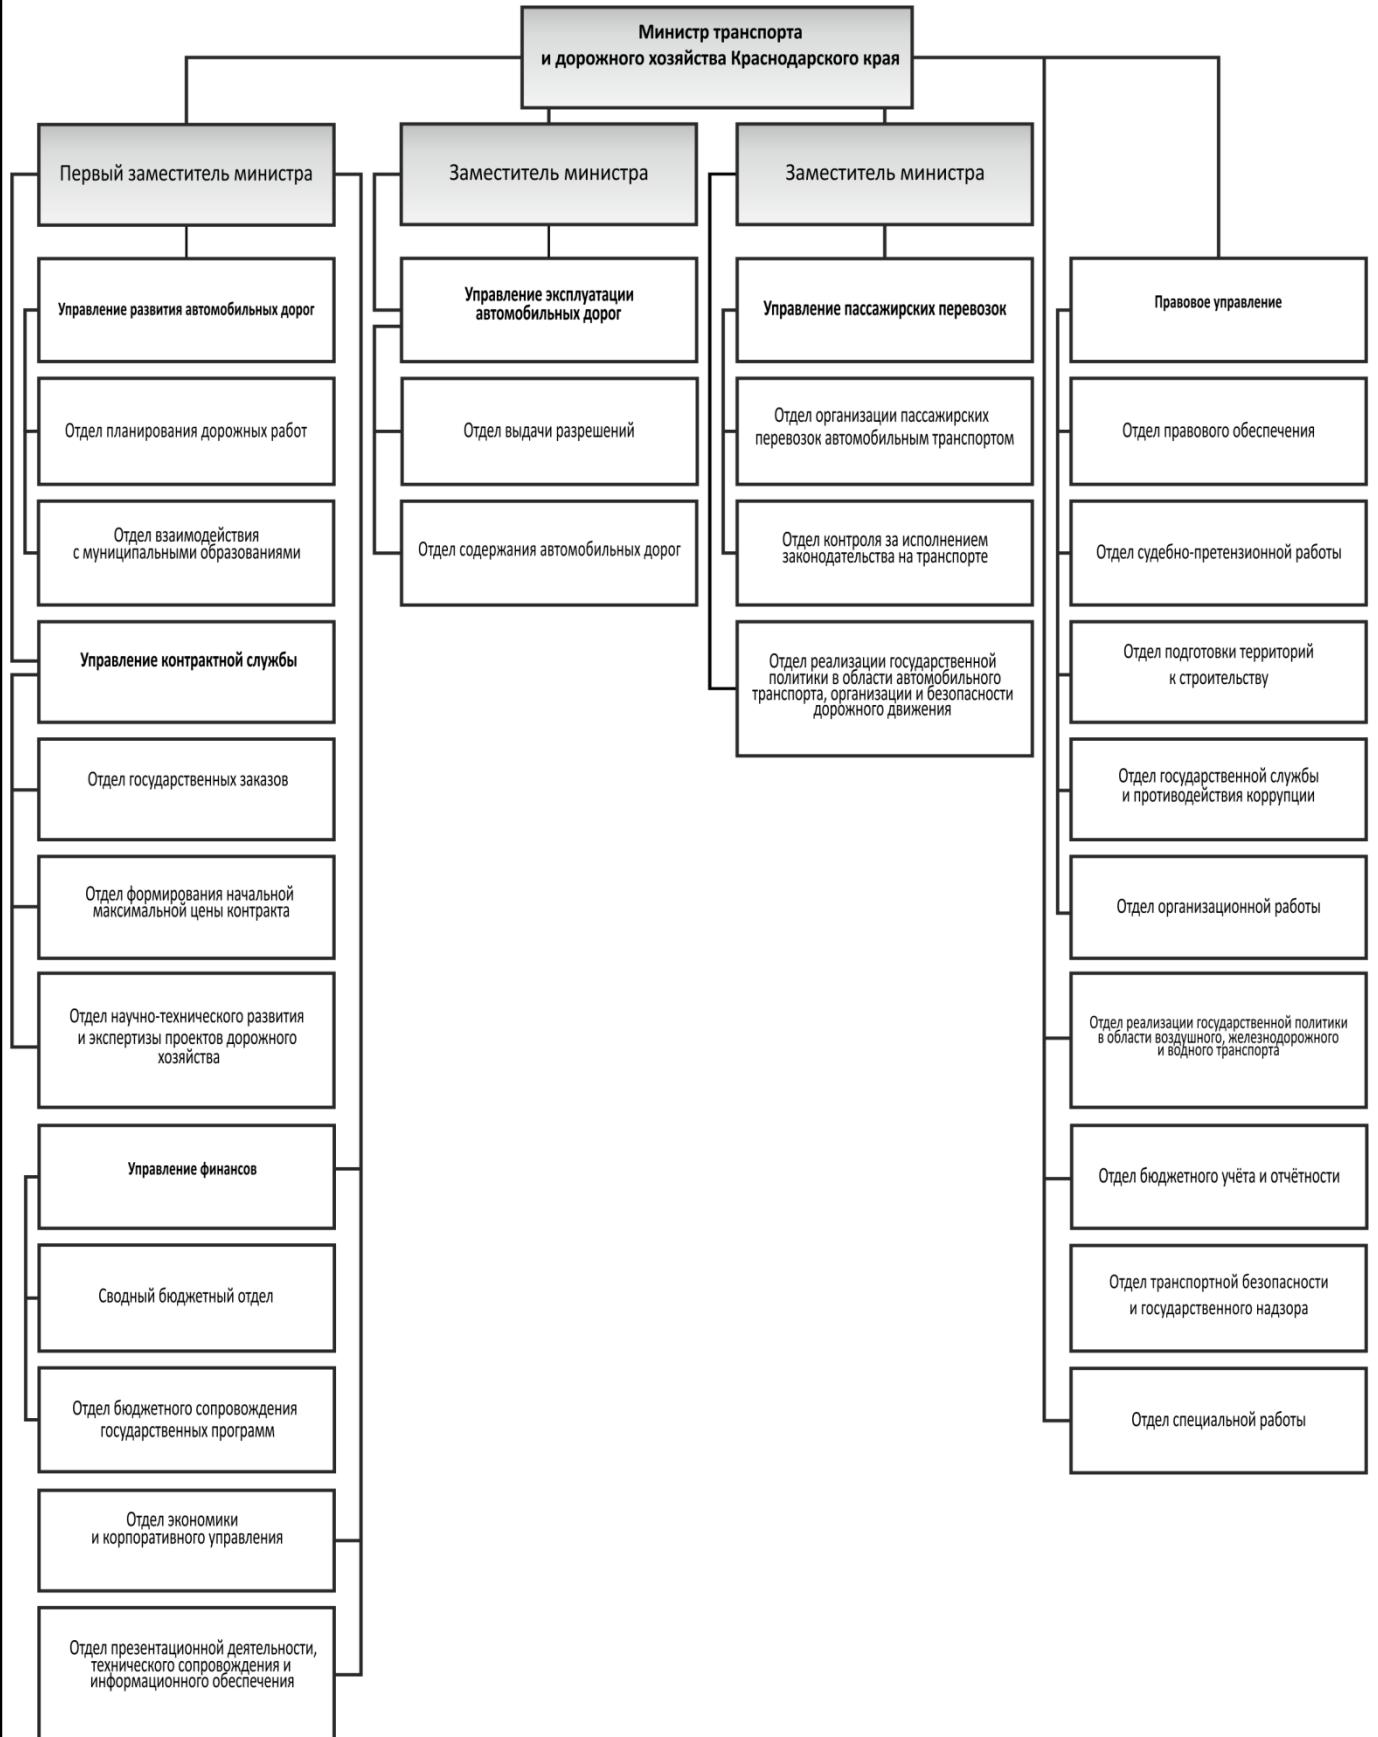 Министр транспорта
и дорожного хозяйства Краснодарского края
Первый заместитель министра
Заместитель министра
Заместитель министра
Управление развития автомобильных дорог
Отдел планирования дорожных работ
Отдел взаимодействия
с муниципальными образованиями
Управление контрактной службы
Отдел государственных заказов
Отдел формирования начальной
максимальной цены контракта
Отдел научно-технического развития
и экспертизы проектов дорожного
хозяйства
Управление финансов
Сводный бюджетный отдел
Отдел бюджетного сопровождения
государственных программ
Отдел экономики
и корпоративного управления
Отдел презентационной деятельности,
технического сопровождения и
информационного обеспечения
Управление эксплуатации
автомобильных дорог
Отдел выдачи разрешений
Отдел содержания автомобильных дорог
Управление пассажирских перевозок
Отдел организации пассажирских
перевозок автомобильным транспортом
Отдел контроля за исполнением
законодательства на транспорте
Отдел реализации государственной
политики в области автомобильного
транспорта, организации и безопасности
дорожного движения
Правовое управление
Отдел правового обеспечения
Отдел судебно-претензионной работы
Отдел подготовки территорий
к строительству
Отдел государственной службы
и противодействия коррупции
Отдел организационной работы
Отдел реализации государственной политики
в области воздушного, железнодорожного
и водного транспорта
Отдел бюджетного учёта и отчётности
Отдел транспортной безопасности
и государственного надзора
Отдел специальной работы